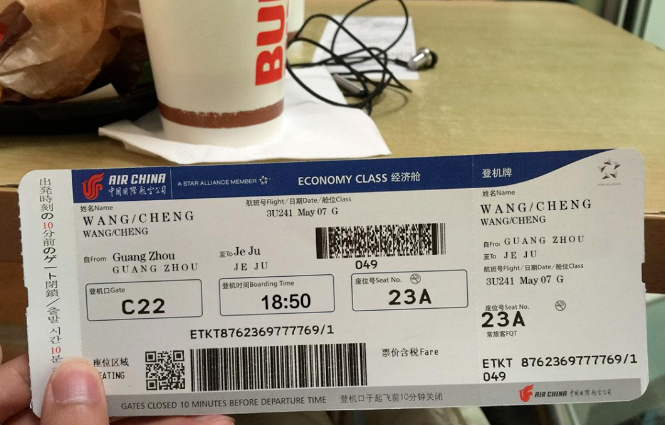 BU
出発時刻の10分前のゲート閉鎖/출발 시간 10분
AIR CHINA
中国国际航空公司
A STAR ALLIANCE MEMBER
ECONOMY CLASS 经济舱
登机牌
STAR ALLIANCE
姓名Name
WANG/CHENG
WANG/CHENG
航班号Flight/日期Date/舱位Class
3U241 May 07 G
自From Guang Zhou
GUANG ZHOU
至To Je Ju
JE JU
049
登机口Gate
C22
登机时间Boarding Time
18:50
座位号Seat No.
23A
ETKT8762369777769/1
座位区域
SEATING
票价含税Fare
GATES CLOSED 10 MINUTES BEFORE DEPARTURE TIME
登机口于起飞前10分钟关闭
姓名Name
WANG/CHENG
WANG/CHENG
自From GUANG ZHOU
至To JE JU
航班号Flight/日期Date/舱位Class
3U241 May 07 G
座位号Seat No.
23A
常旅客FQT
ETKT 8762369777769/1
049
AIR CHINA 中国国际航空公司